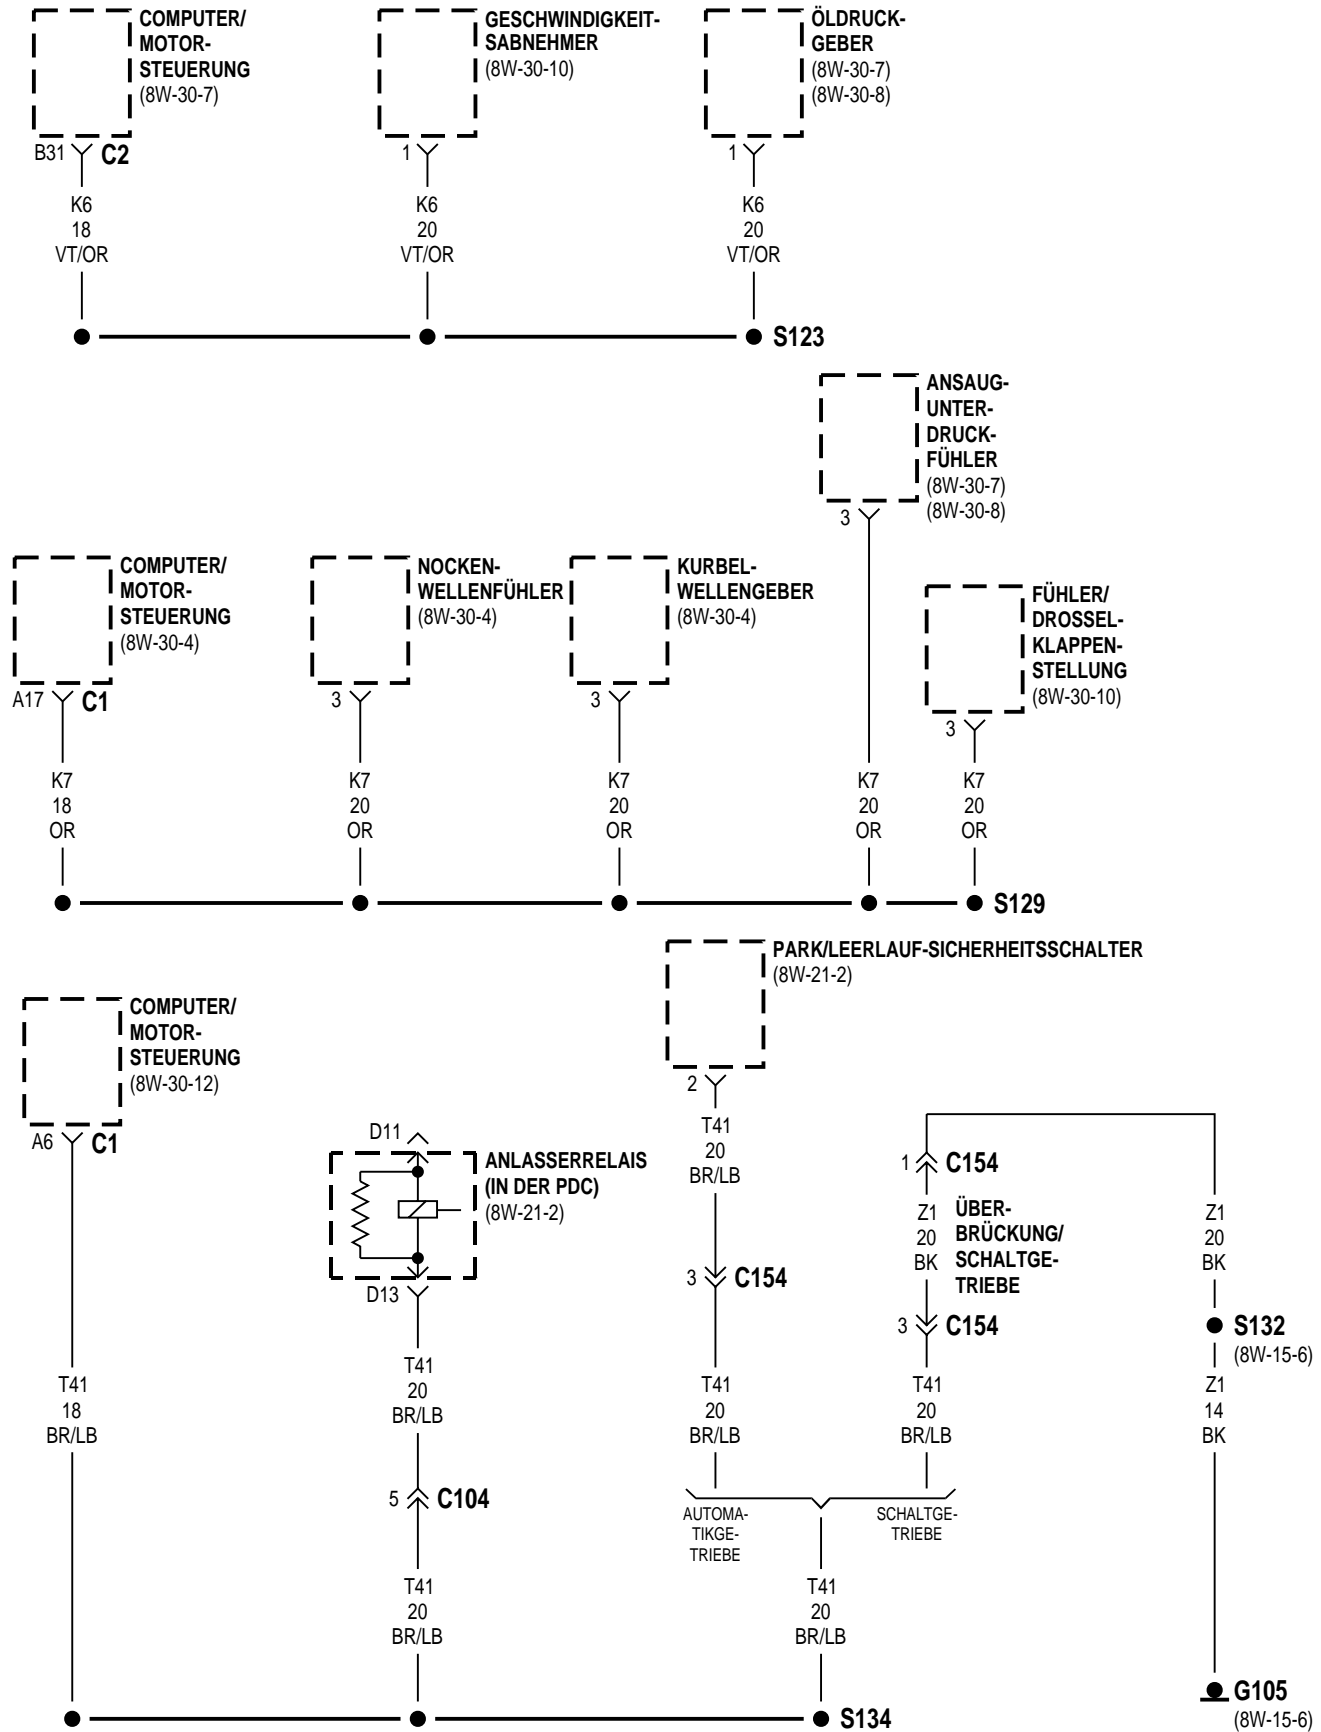 COMPUTER/
MOTOR-
STEUERUNG
(8W-30-7)
B31
C2
K6
18
VT/OR
GESCHWINDIGKEIT-
SABNEHMER
(8W-30-10)
1
K6
20
VT/OR
ÖLDRUCK-
GEBER
(8W-30-7)
(8W-30-8)
1
K6
20
VT/OR
S123
ANSAUG-
UNTER-
DRUCK-
FÜHLER
(8W-30-7)
(8W-30-8)
3
K7
20
OR
COMPUTER/
MOTOR-
STEUERUNG
(8W-30-4)
A17
C1
K7
18
OR
NOCKEN-
WELLENFÜHLER
(8W-30-4)
3
K7
20
OR
KURBEL-
WELLENGEBER
(8W-30-4)
3
K7
20
OR
FÜHLER/
DROSSEL-
KLAPPEN-
STELLUNG
(8W-30-10)
3
K7
20
OR
S129
COMPUTER/
MOTOR-
STEUERUNG
(8W-30-12)
A6
C1
T41
18
BR/LB
D11
ANLASSERRELAIS
(IN DER PDC)
(8W-21-2)
D13
T41
20
BR/LB
5
C104
T41
20
BR/LB
PARK/LEERLAUF-SICHERHEITSSCHALTER
(8W-21-2)
2
T41
20
BR/LB
3
C154
T41
20
BR/LB
AUTOMA-
TIKGE-
TRIEBE
1
C154
Z1
20
BK
ÜBER-
BRÜCKUNG/
SCHALTGE-
TRIEBE
3
C154
T41
20
BR/LB
SCHALTGE-
TRIEBE
T41
20
BR/LB
S134
Z1
20
BK
S132
(8W-15-6)
Z1
14
BK
G105
(8W-15-6)